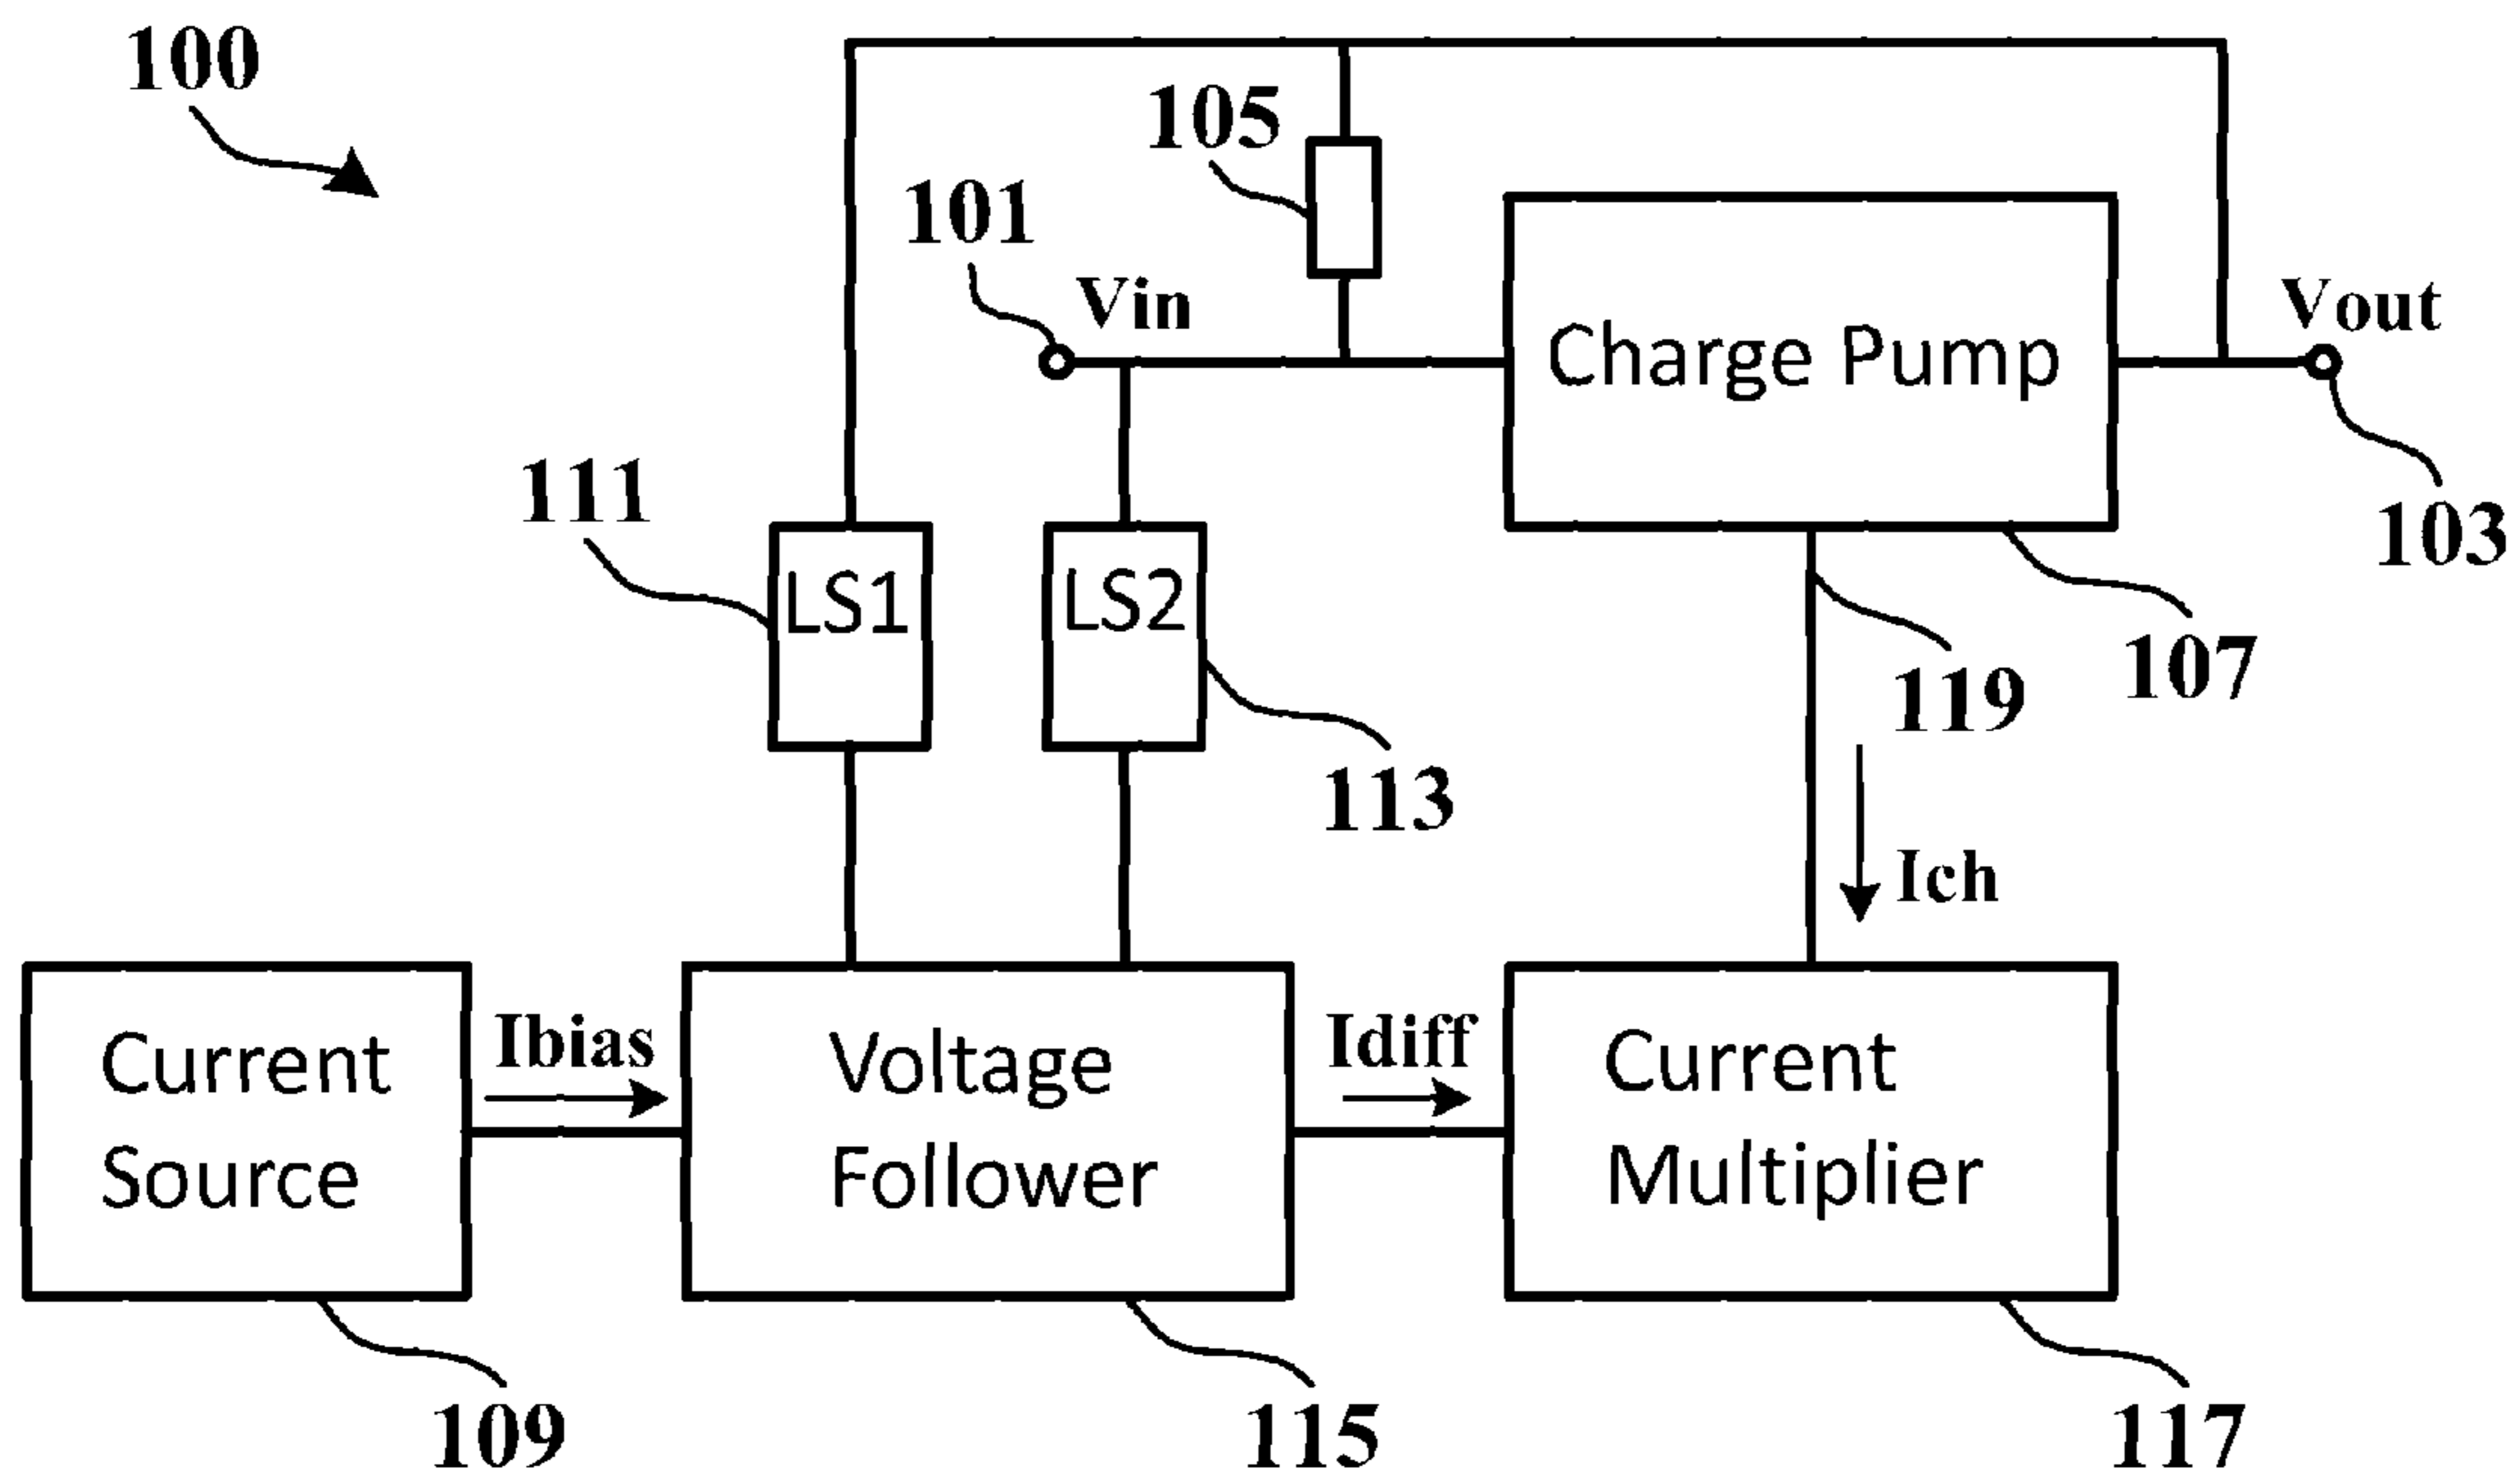 100
105
101
Vin
Charge Pump
Vout
111
LS1
LS2
103
107
119
113
Ich
Current
Source
Ibias
Voltage
Follower
Idiff
Current
Multiplier
109
115
117